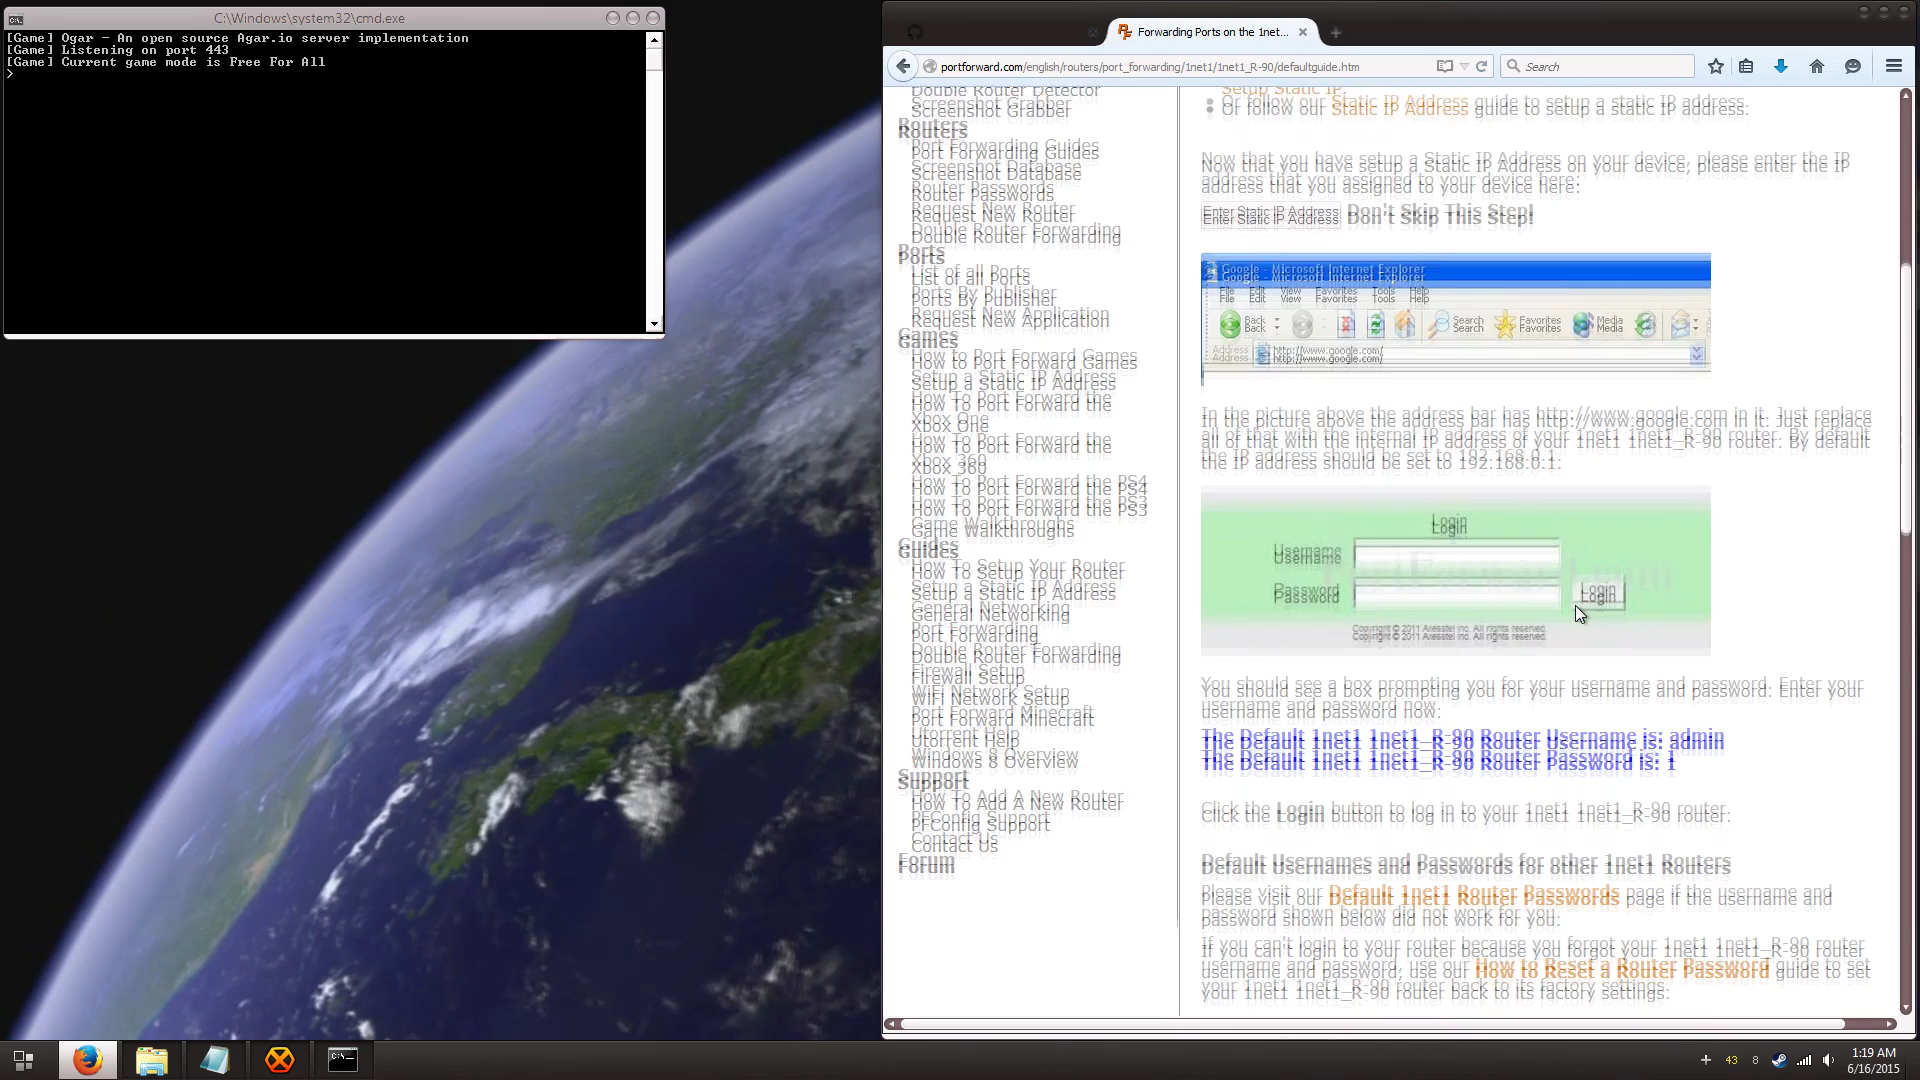 C:\Windows\system32\cmd.exe
[Game] Ogar - An open source Agar.io server implementation
[Game] Listening on port 443
[Game] Current game mode is Free For All
>
Forwarding Ports on the 1net...
portforward.com/english/routers/port_forwarding/1net1/1net1_R-90/defaultguide.htm
Search
Double Router Detector
Screenshot Grabber
Routers
Port Forwarding Guides
Screenshot Database
Router Passwords
Request New Router
Double Router Forwarding
Ports
List of all Ports
Ports By Publisher
Request New Application
Games
How to Port Forward Games
Setup a Static IP Address
How To Port Forward the
Xbox One
How To Port Forward the
Xbox 360
How To Port Forward the PS4
How To Port Forward the PS3
Game Walkthroughs
Guides
How To Setup Your Router
Setup a Static IP Address
General Networking
Port Forwarding
Double Router Forwarding
Firewall Setup
WiFi Network Setup
Port Forward Minecraft
Utorrent Help
Windows 8 Overview
Support
How To Add A New Router
PFConfig Support
Contact Us
Forum
Setup Static IP.
Or follow our Static IP Address guide to setup a static IP address.
Now that you have setup a Static IP Address on your device, please enter the IP
address that you assigned to your device here:
Enter Static IP Address Don't Skip This Step!
Google - Microsoft Internet Explorer
File Edit View Favorites Tools Help
Back Search Favorites Media
Address http://www.google.com/
In the picture above the address bar has http://www.google.com in it. Just replace
all of that with the internal IP address of your 1net1 1net1_R-90 router. By default
the IP address should be set to 192.168.0.1.
Login
Username
Password
Login
Copyright © 2011 Axesstel Inc. All rights reserved.
You should see a box prompting you for your username and password. Enter your
username and password now.
The Default 1net1 1net1_R-90 Router Username is: admin
The Default 1net1 1net1_R-90 Router Password is: 1
Click the Login button to log in to your 1net1 1net1_R-90 router.
Default Usernames and Passwords for other 1net1 Routers
Please visit our Default 1net1 Router Passwords page if the username and
password shown below did not work for you.
If you can't login to your router because you forgot your 1net1 1net1_R-90 router
username and password, use our How to Reset a Router Password guide to set
your 1net1 1net1_R-90 router back to its factory settings.
43
8
1:19 AM
6/16/2015